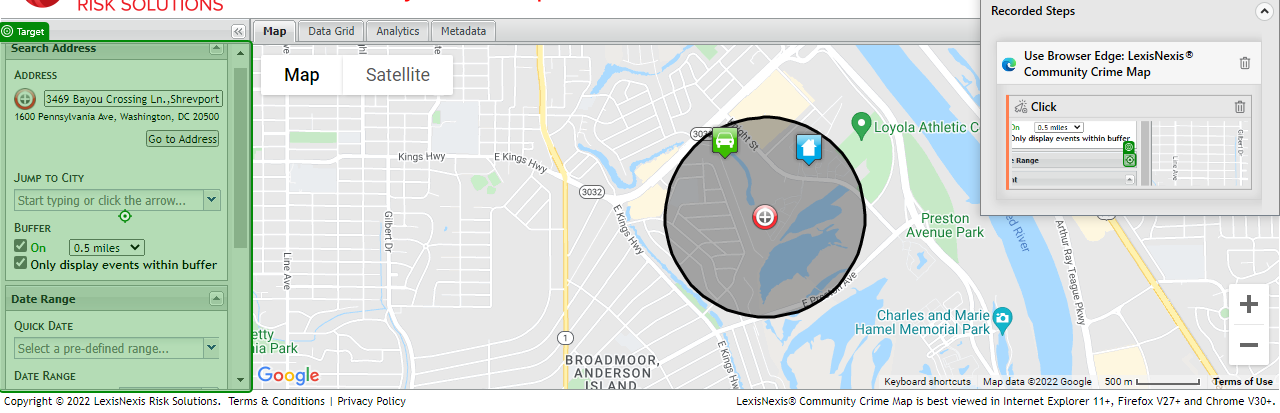 RISK SOLUTIONS
Target
Map
Data Grid
Analytics
Metadata
Search Address
ADDRESS
3469 Bayou Crossing Ln.,Shrevport
1600 Pennsylvania Ave, Washington, DC 20500
Go to Address
JUMP TO CITY
Start typing or click the arrow...
BUFFER
On
0.5 miles
Only display events within buffer
Date Range
QUICK DATE
Select a pre-defined range...
DATE RANGE
Map
Satellite
Kings Hwy
E Kings Hwy
E Kings Hwy
3032
Gilbert Dr
Line Ave
E Kings Hwy
Knight St
Loyola Athletic C
Preston
Avenue Park
Red River
Arthur Ray Teague Pkwy
E Preston Ave
Charles and Marie
Hamel Memorial Park
E Kings Hwy
1
BROADMOOR,
ANDERSON
ISLAND
etty
ia Park
Google
Keyboard shortcuts
Map data ©2022 Google
500 m
Terms of Use
Recorded Steps
Use Browser Edge: LexisNexis®
Community Crime Map
Click
On
0.5 miles
Only display events within buffer
e Range
nt
Line Ave
Gilbert Dr
Copyright © 2022 LexisNexis Risk Solutions. Terms & Conditions | Privacy Policy
LexisNexis® Community Crime Map is best viewed in Internet Explorer 11+, Firefox V27+ and Chrome V30+.